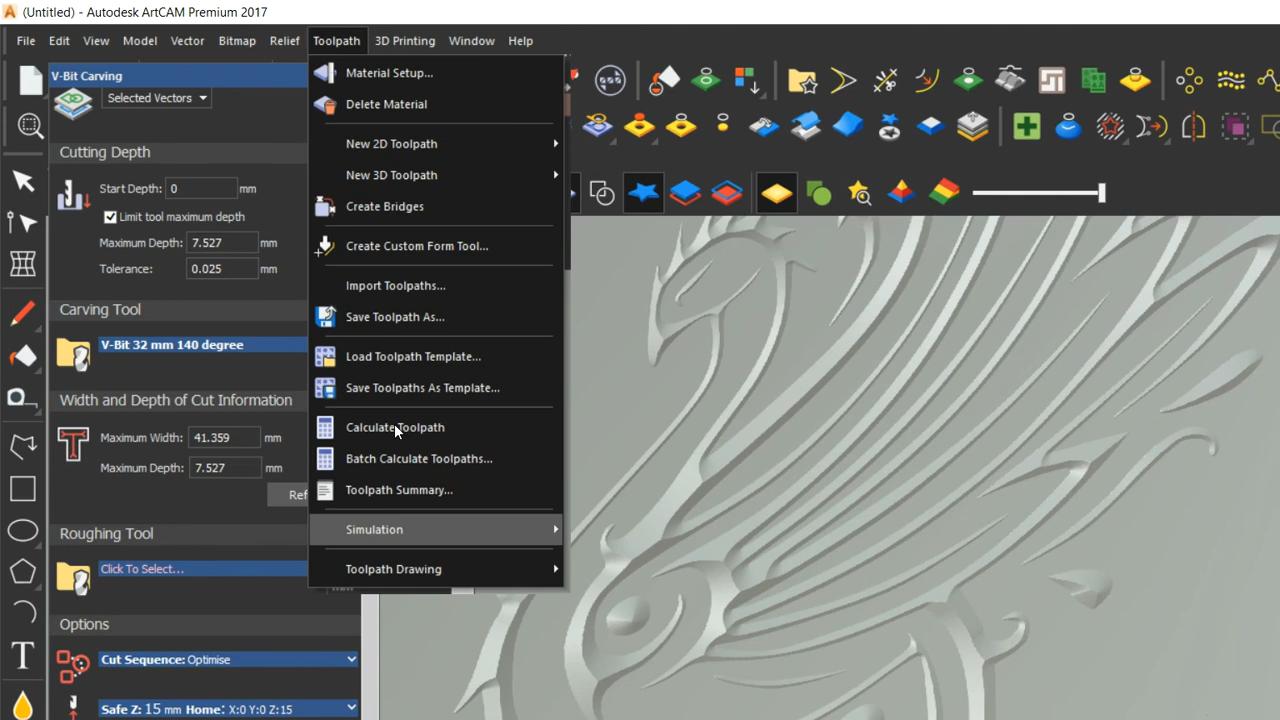 (Untitled) - Autodesk ArtCAM Premium 2017
File Edit View Model Vector Bitmap Relief Toolpath 3D Printing Window Help
V-Bit Carving
Selected Vectors
Cutting Depth
Start Depth: 0 mm
Limit tool maximum depth
Maximum Depth: 7.527 mm
Tolerance: 0.025 mm
Carving Tool
V-Bit 32 mm 140 degree
Width and Depth of Cut Information
Maximum Width: 41.359 mm
Maximum Depth: 7.527 mm
Ref
Roughing Tool
Click To Select...
Options
Cut Sequence: Optimise
Safe Z: 15 mm Home: X:0 Y:0 Z:15
Material Setup...
Delete Material
New 2D Toolpath
New 3D Toolpath
Create Bridges
Create Custom Form Tool...
Import Toolpaths...
Save Toolpath As...
Load Toolpath Template...
Save Toolpaths As Template...
Calculate Toolpath
Batch Calculate Toolpaths...
Toolpath Summary...
Simulation
Toolpath Drawing